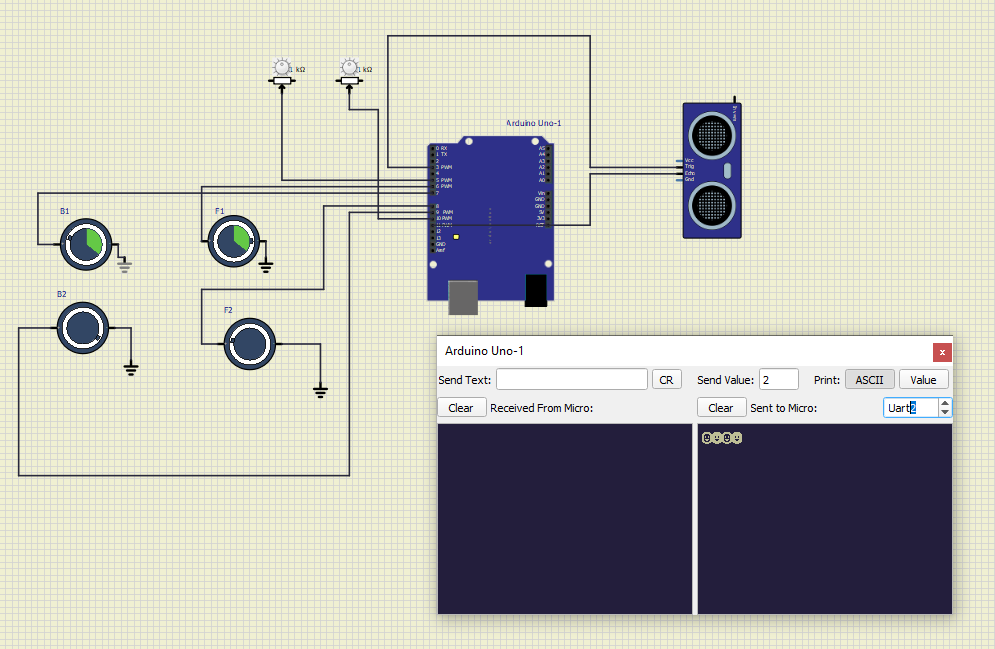 1 kΩ
1 kΩ
Arduino Uno-1
0 RX
1 TX
2
3 PWM
4
5 PWM
6 PWM
7
8
9 PWM
10 PWM
11 PWM
12
13
GND
Aref
A5
A4
A3
A2
A1
A0
Vin
GND
GND
5V
3V3
Vcc
Trig
Echo
Gnd
B1
F1
B2
F2
Arduino Uno-1
x
Send Text:
CR
Send Value: 2
Print:
ASCII
Value
Clear
Received From Micro:
Clear
Sent to Micro:
Uart2